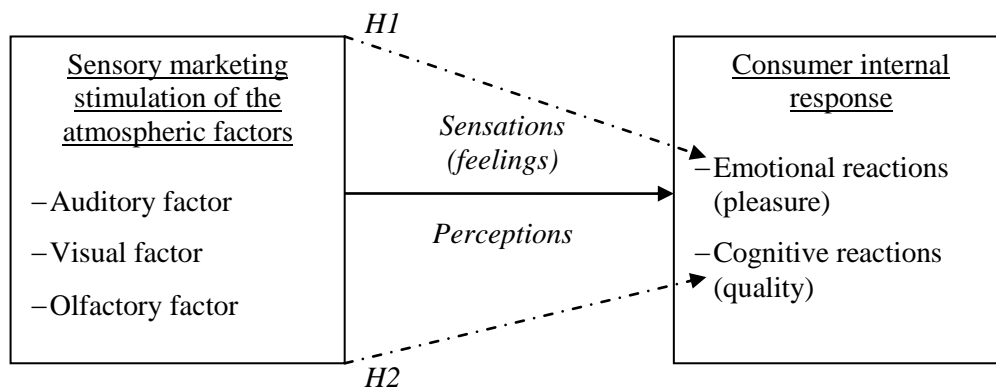 H1
Sensory marketing
stimulation of the
atmospheric factors
–Auditory factor
–Visual factor
–Olfactory factor
Sensations
(feelings)
Perceptions
Consumer internal
response
–Emotional reactions
(pleasure)
–Cognitive reactions
(quality)
H2